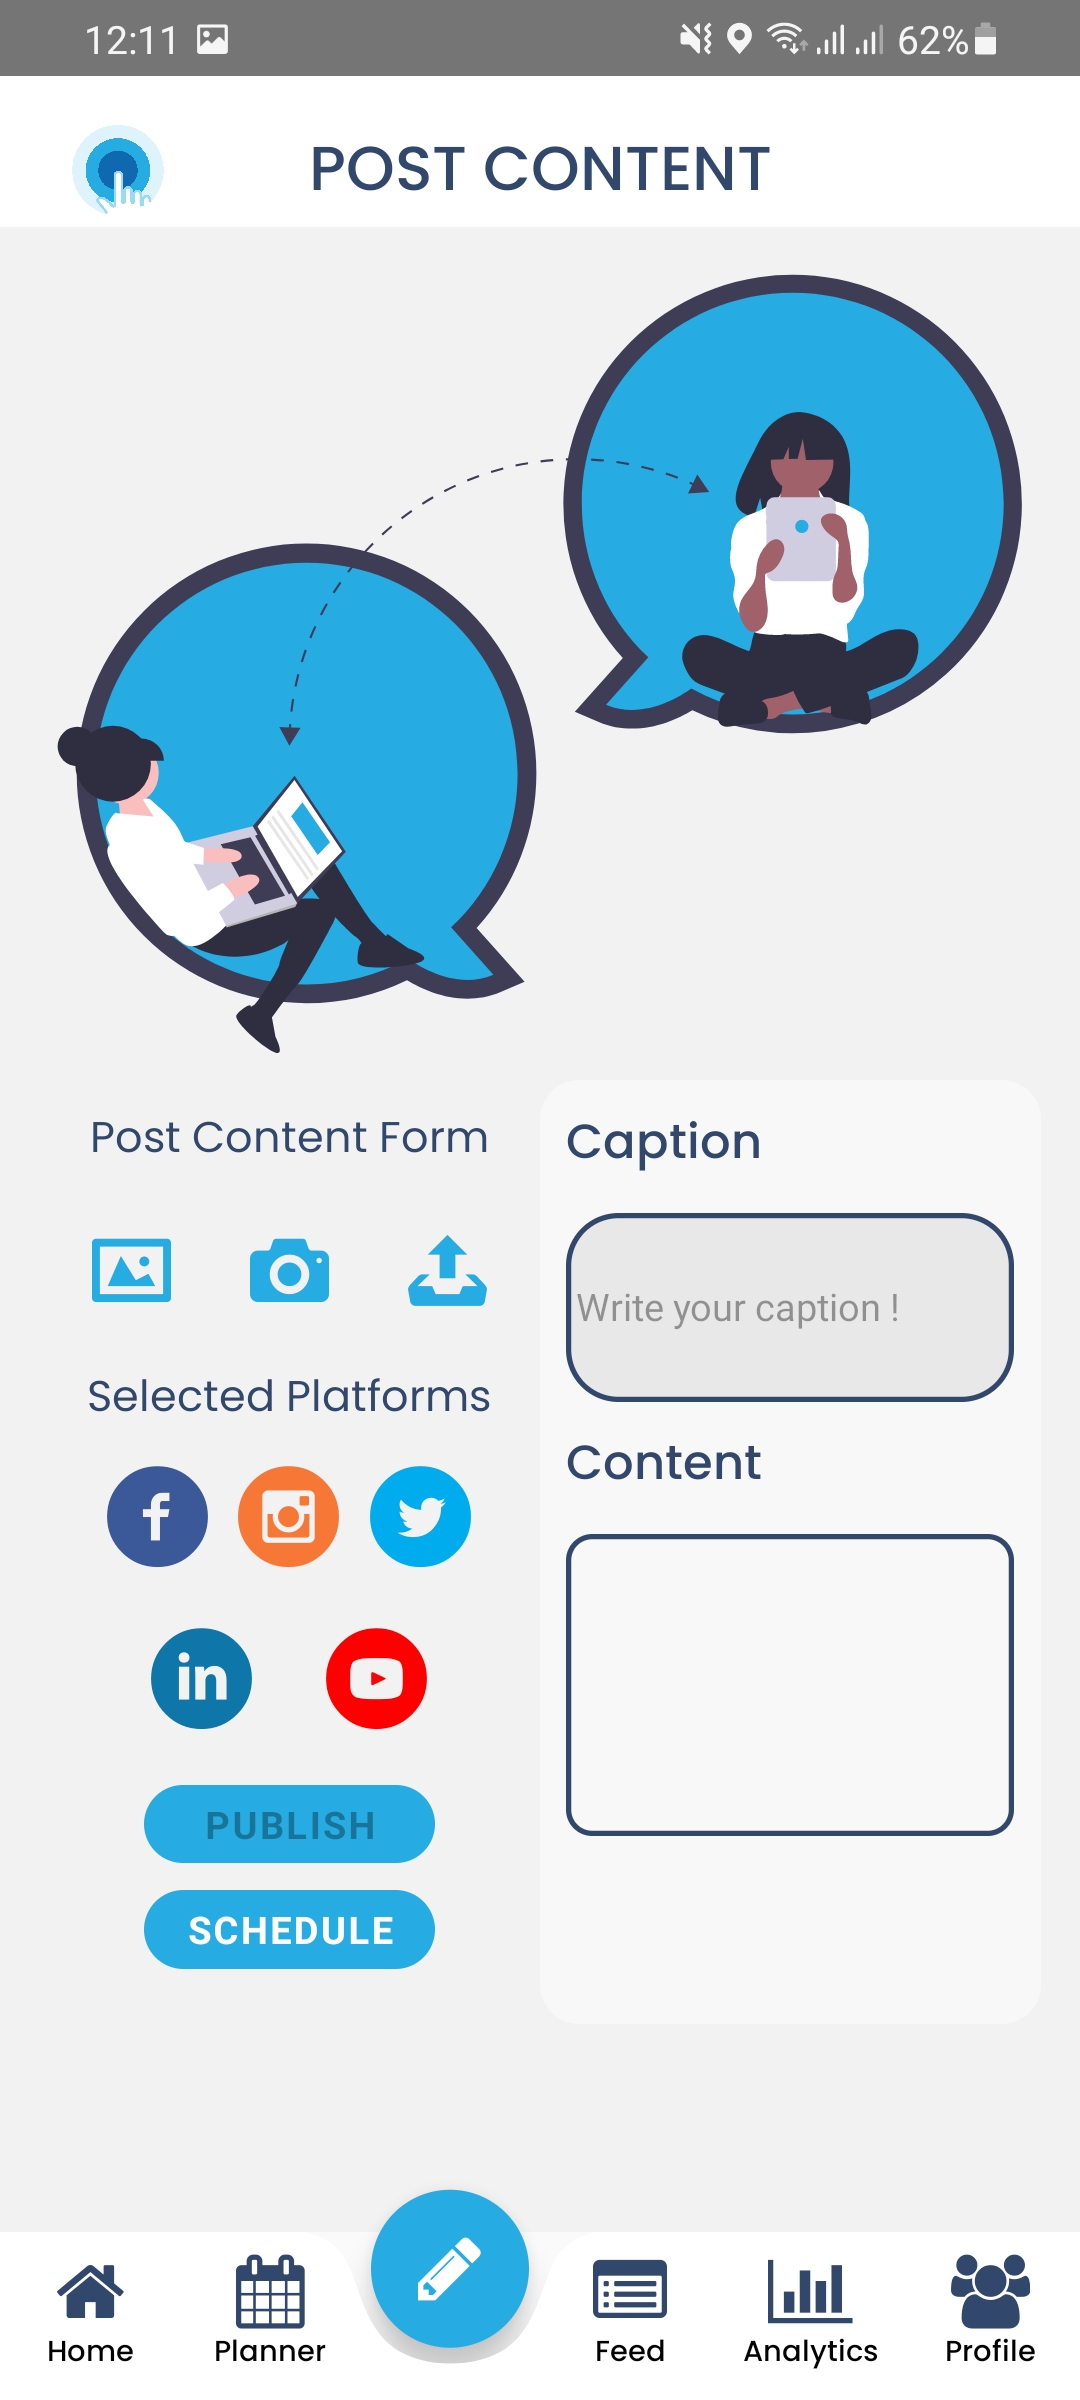 12:11
62%
POST CONTENT
Post Content Form
Selected Platforms
PUBLISH
SCHEDULE
Caption
Write your caption !
Content
Home
Planner
Feed
Analytics
Profile